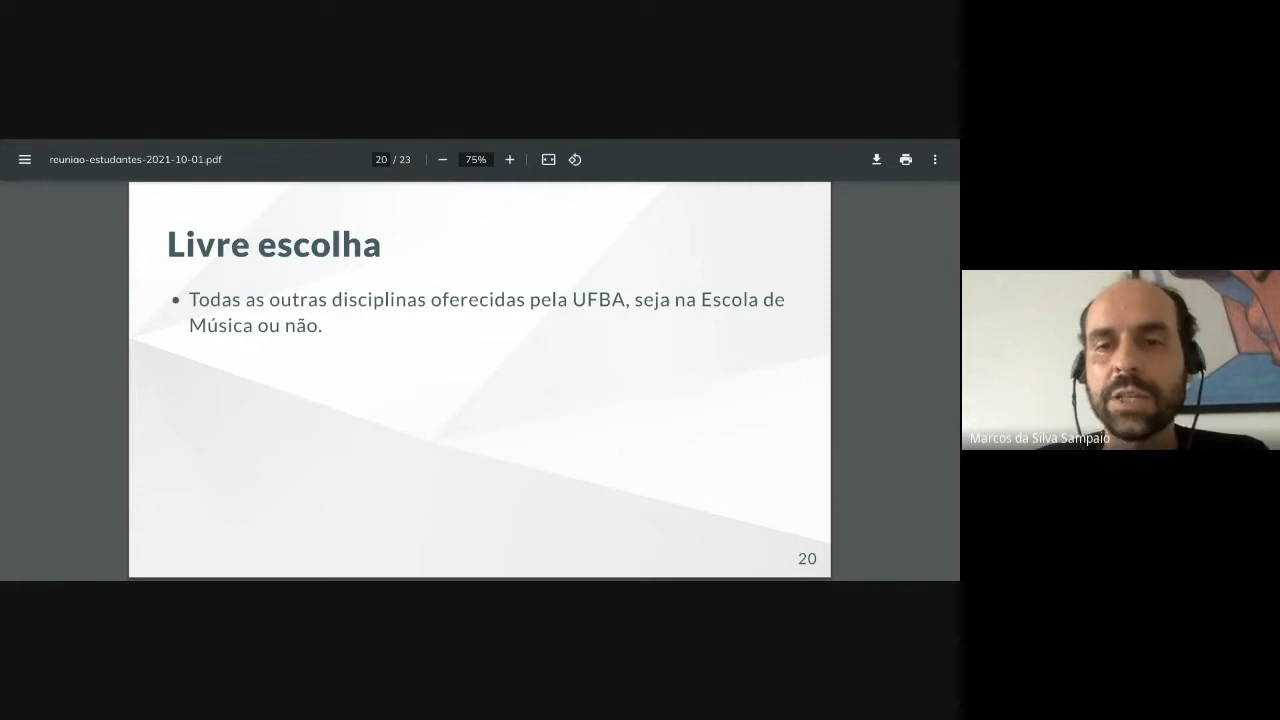 reuniao-estudantes-2021-10-01.pdf
20 / 23
75%
Livre escolha
• Todas as outras disciplinas oferecidas pela UFBA, seja na Escola de
Música ou não.
20
Marcos da Silva Sampaio